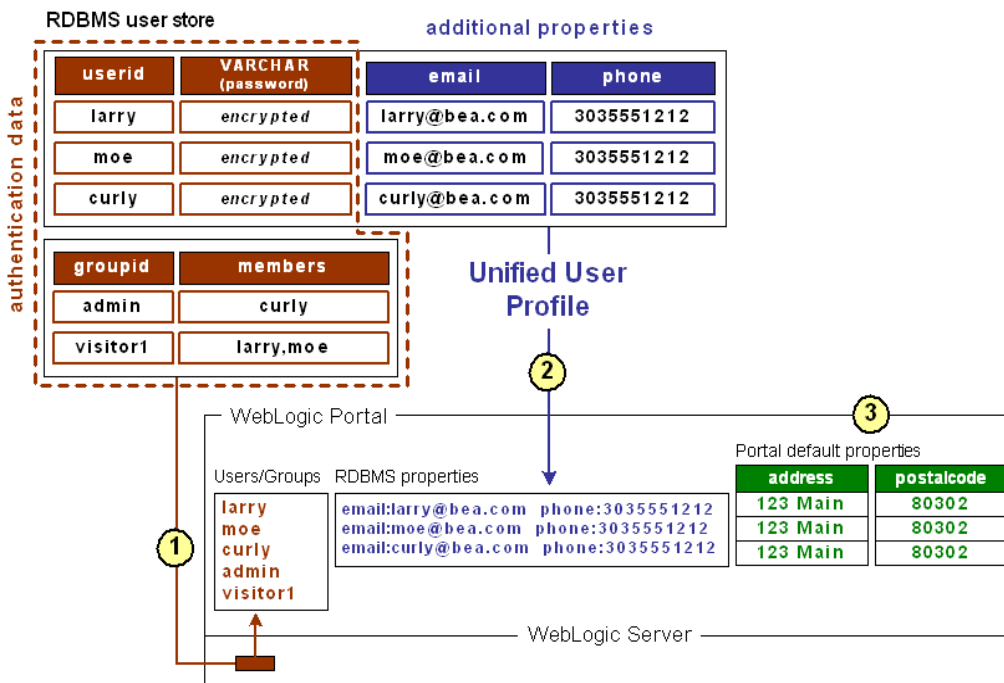 RDBMS user store
additional properties
authentication data
userid VARCHAR (password) email phone
larry encrypted larry@bea.com 3035551212
moe encrypted moe@bea.com 3035551212
curly encrypted curly@bea.com 3035551212
groupid members
admin curly
visitor1 larry,moe
Unified User
Profile
2
WebLogic Portal
3
Users/Groups
larry
moe
curly
admin
visitor1
RDBMS properties
email:larry@bea.com phone:3035551212
email:moe@bea.com phone:3035551212
email:curly@bea.com phone:3035551212
Portal default properties
address postalcode
123 Main 80302
123 Main 80302
123 Main 80302
1
WebLogic Server